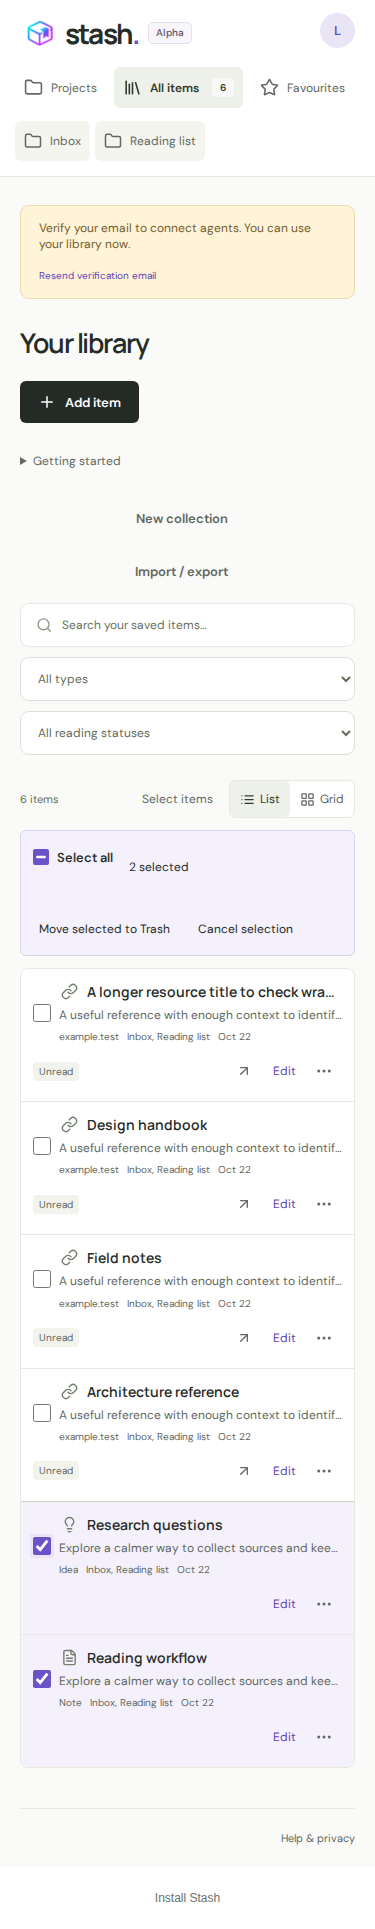 stash.
Alpha
L
Projects
All items
6
Favourites
Inbox
Reading list
Verify your email to connect agents. You can use
your library now.
Resend verification email
Your library
Add item
Getting started
New collection
Import / export
Search your saved items...
All types
All reading statuses
6 items
Select items
List
Grid
Select all
2 selected
Move selected to Trash
Cancel selection
A longer resource title to check wra...
A useful reference with enough context to identif...
example.test Inbox, Reading list Oct 22
Unread
Edit
Design handbook
A useful reference with enough context to identif...
example.test Inbox, Reading list Oct 22
Unread
Edit
Field notes
A useful reference with enough context to identif...
example.test Inbox, Reading list Oct 22
Unread
Edit
Architecture reference
A useful reference with enough context to identif...
example.test Inbox, Reading list Oct 22
Unread
Edit
Research questions
Explore a calmer way to collect sources and kee...
Idea Inbox, Reading list Oct 22
Edit
Reading workflow
Explore a calmer way to collect sources and kee...
Note Inbox, Reading list Oct 22
Edit
Help & privacy
Install Stash